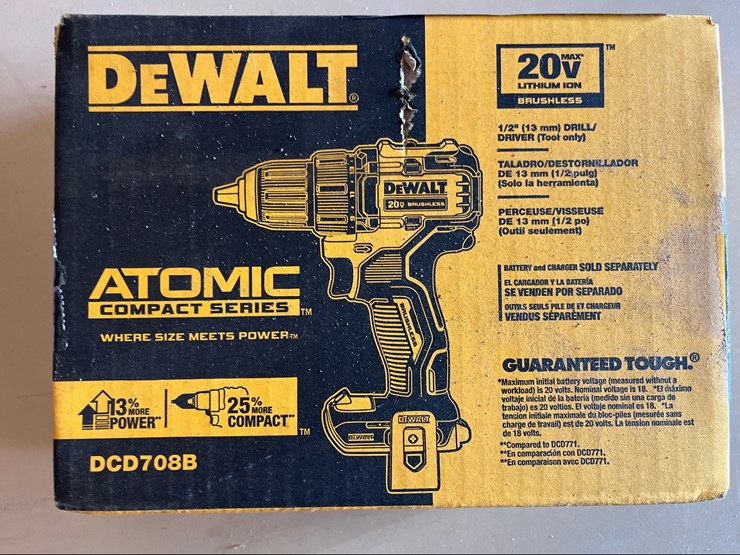 DEWALT®
20V MAX* ™
LITHIUM ION
BRUSHLESS
1/2" (13 mm) DRILL/
DRIVER (Tool only)
TALADRO/DESTORNILLADOR
DE 13 mm (1/2 pulg)
(Solo la herramienta)
PERCEUSE/VISSEUSE
DE 13 mm (1/2 po)
(Outil seulement)
DEWALT
20V BRUSHLESS
BRUSHLESS
DEWALT
DEWALT
ATOMIC
COMPACT SERIES™
WHERE SIZE MEETS POWER™
BATTERY and CHARGER SOLD SEPARATELY
EL CARGADOR Y LA BATERÍA
SE VENDEN POR SEPARADO
OUTILS SEULS PILE DE ET CHARGEUR
VENDUS SÉPARÉMENT
13% MORE POWER**
25% MORE COMPACT** ™
DCD708B
GUARANTEED TOUGH.®
*Maximum initial battery voltage (measured without a
workload) is 20 volts. Nominal voltage is 18. *El máximo
voltaje inicial de la batería (medido sin una carga de
trabajo) es 20 voltios. El voltaje nominal es 18. *La
tension initiale maximale du bloc-piles (mesurée sans
charge de travail) est de 20 volts. La tension nominale est
de 18 volts.
**Compared to DCD771.
**En comparación con DCD771.
**En comparaison avec DCD771.